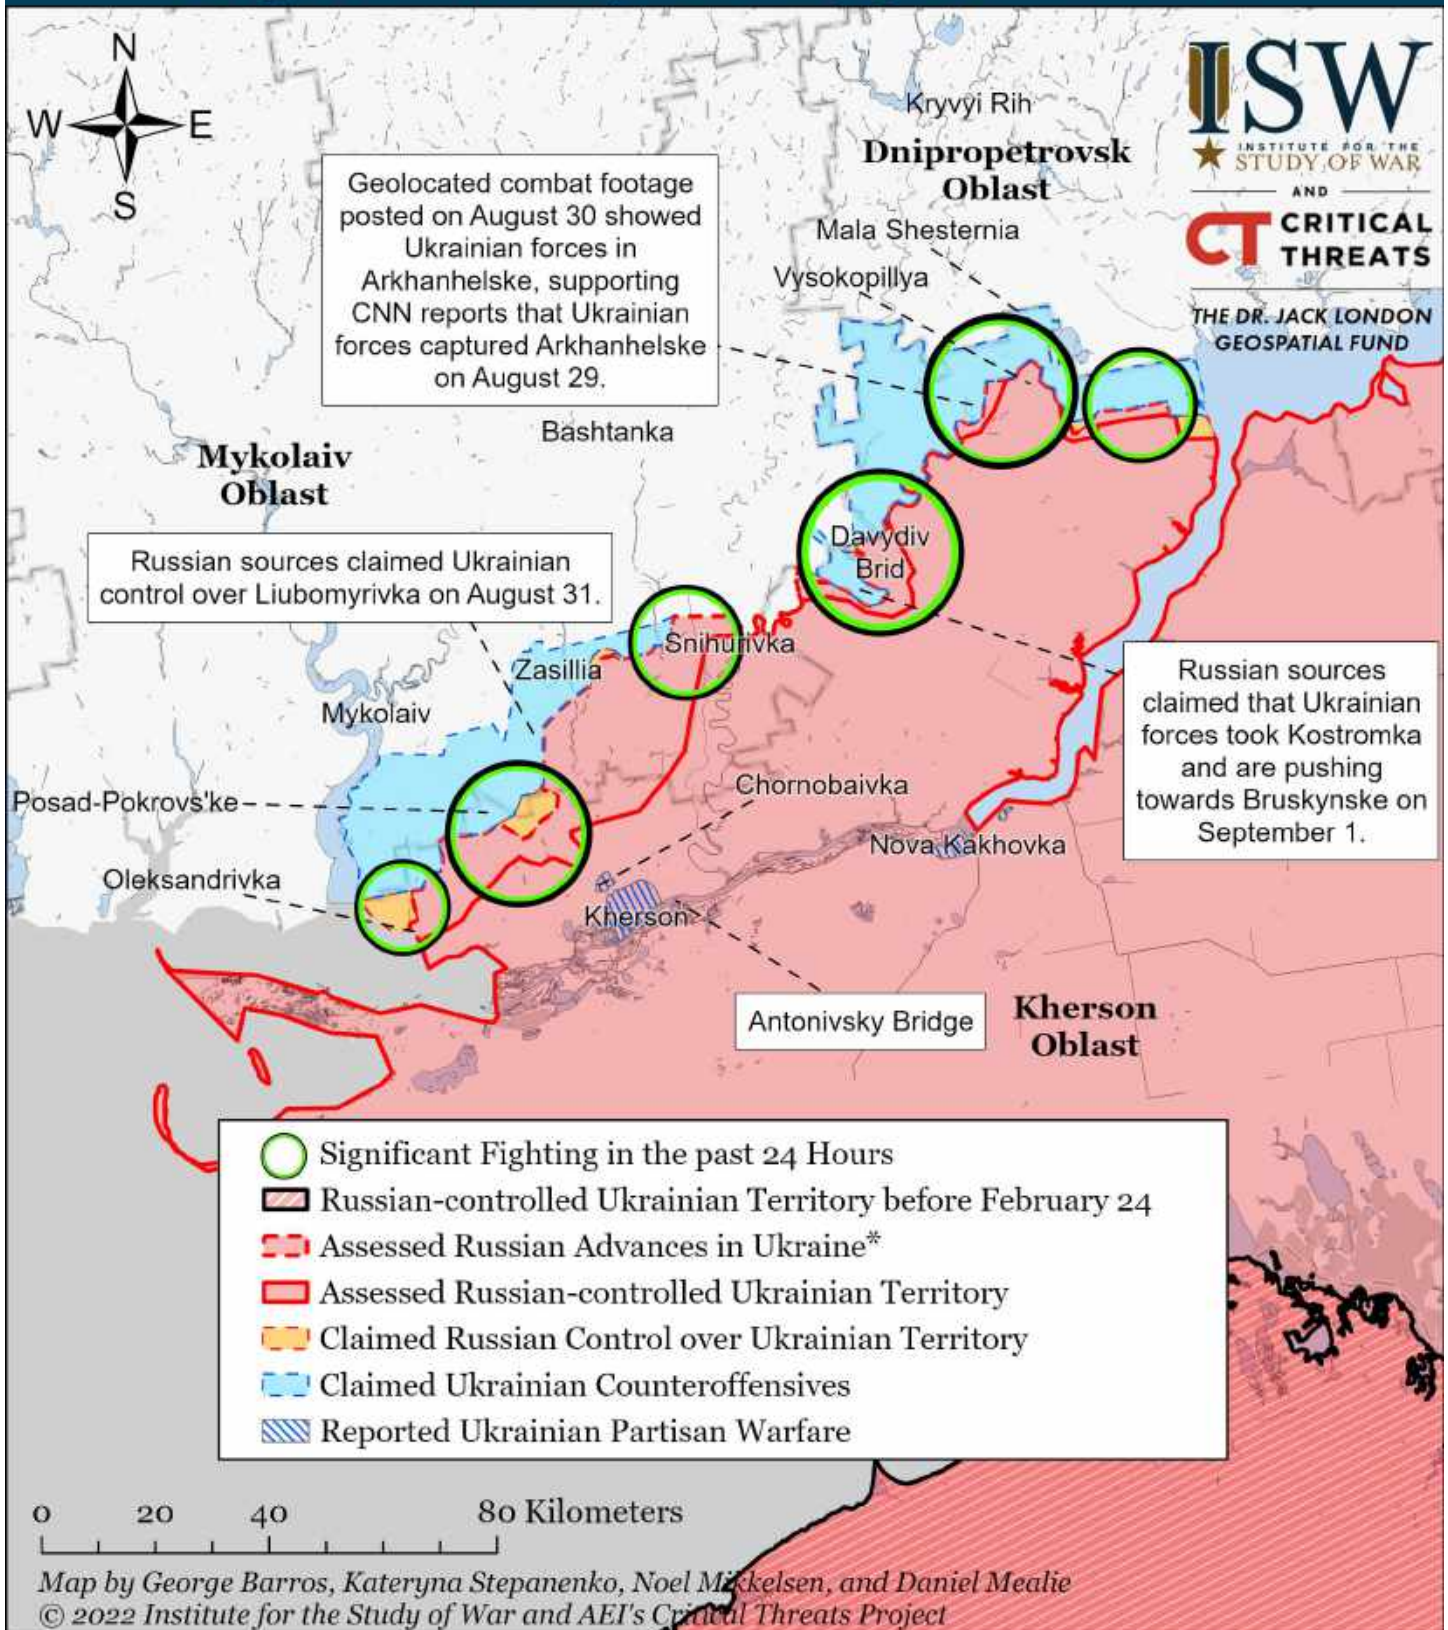 N
W
E
S
ISW
INSTITUTE FOR THE
STUDY OF WAR
AND
CT CRITICAL
THREATS
THE DR. JACK LONDON
GEOSPATIAL FUND
Kryvyi Rih
Dnipropetrovsk
Oblast
Mala Shesternia
Vysokopillya
Geolocated combat footage
posted on August 30 showed
Ukrainian forces in
Arkhanhelske, supporting
CNN reports that Ukrainian
forces captured Arkhanhelske
on August 29.
Bashtanka
Mykolaiv
Oblast
Russian sources claimed Ukrainian
control over Liubomyrivka on August 31.
Davydiv
Brid
Snihurivka
Zasillia
Mykolaiv
Russian sources
claimed that Ukrainian
forces took Kostromka
and are pushing
towards Bruskynske on
September 1.
Posad-Pokrovs'ke
Chornobaivka
Nova Kakhovka
Oleksandrivka
Kherson
Antonivsky Bridge
Kherson
Oblast
Significant Fighting in the past 24 Hours
Russian-controlled Ukrainian Territory before February 24
Assessed Russian Advances in Ukraine*
Assessed Russian-controlled Ukrainian Territory
Claimed Russian Control over Ukrainian Territory
Claimed Ukrainian Counteroffensives
Reported Ukrainian Partisan Warfare
0 20 40 80 Kilometers
Map by George Barros, Kateryna Stepanenko, Noel Mikkelsen, and Daniel Mealie
© 2022 Institute for the Study of War and AEI's Critical Threats Project